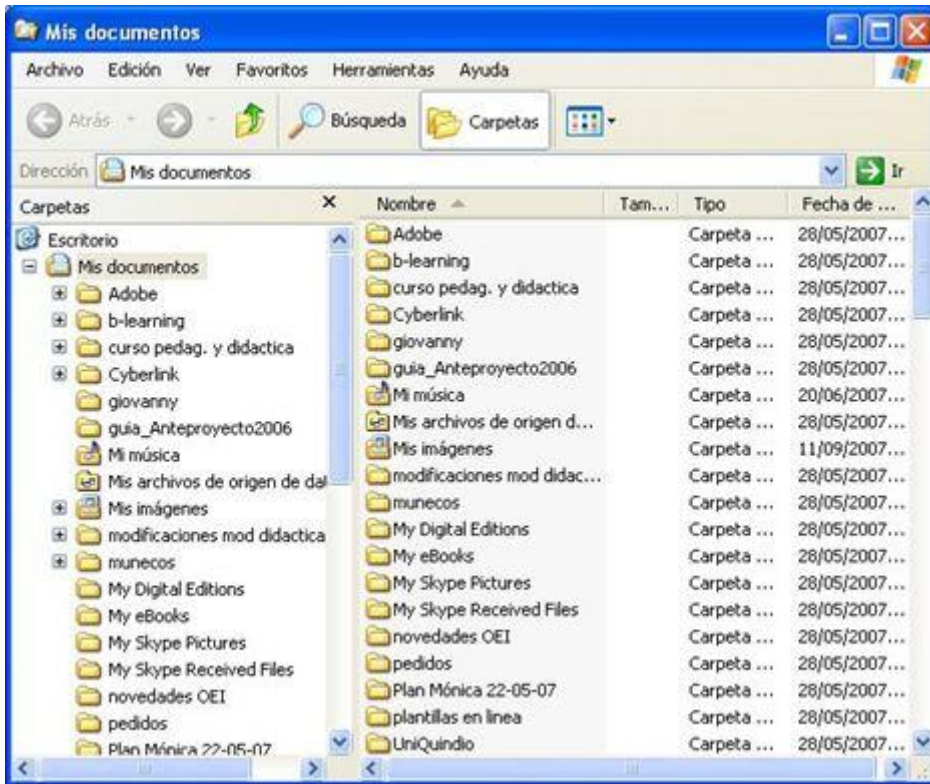 Mis documentos
Archivo Edición Ver Favoritos Herramientas Ayuda
Atrás Búsqueda Carpetas
Dirección Mis documentos Ir
Carpetas
Escritorio
Mis documentos
Adobe
b-learning
curso pedag. y didactica
Cyberlink
giovanny
guia_Anteproyecto2006
Mi música
Mis archivos de origen de dat
Mis imágenes
modificaciones mod didactica
munecos
My Digital Editions
My eBooks
My Skype Pictures
My Skype Received Files
novedades OEI
pedidos
Plan Mónica 22-05-07
Nombre Tam... Tipo Fecha de ...
Adobe Carpeta ... 28/05/2007...
b-learning Carpeta ... 28/05/2007...
curso pedag. y didactica Carpeta ... 28/05/2007...
Cyberlink Carpeta ... 28/05/2007...
giovanny Carpeta ... 28/05/2007...
guia_Anteproyecto2006 Carpeta ... 28/05/2007...
Mi música Carpeta ... 20/06/2007...
Mis archivos de origen d... Carpeta ... 28/05/2007...
Mis imágenes Carpeta ... 11/09/2007...
modificaciones mod didac... Carpeta ... 28/05/2007...
munecos Carpeta ... 28/05/2007...
My Digital Editions Carpeta ... 28/05/2007...
My eBooks Carpeta ... 28/05/2007...
My Skype Pictures Carpeta ... 28/05/2007...
My Skype Received Files Carpeta ... 28/05/2007...
novedades OEI Carpeta ... 28/05/2007...
pedidos Carpeta ... 28/05/2007...
Plan Mónica 22-05-07 Carpeta ... 28/05/2007...
plantillas en linea Carpeta ... 28/05/2007...
UniQuindio Carpeta ... 28/05/2007...